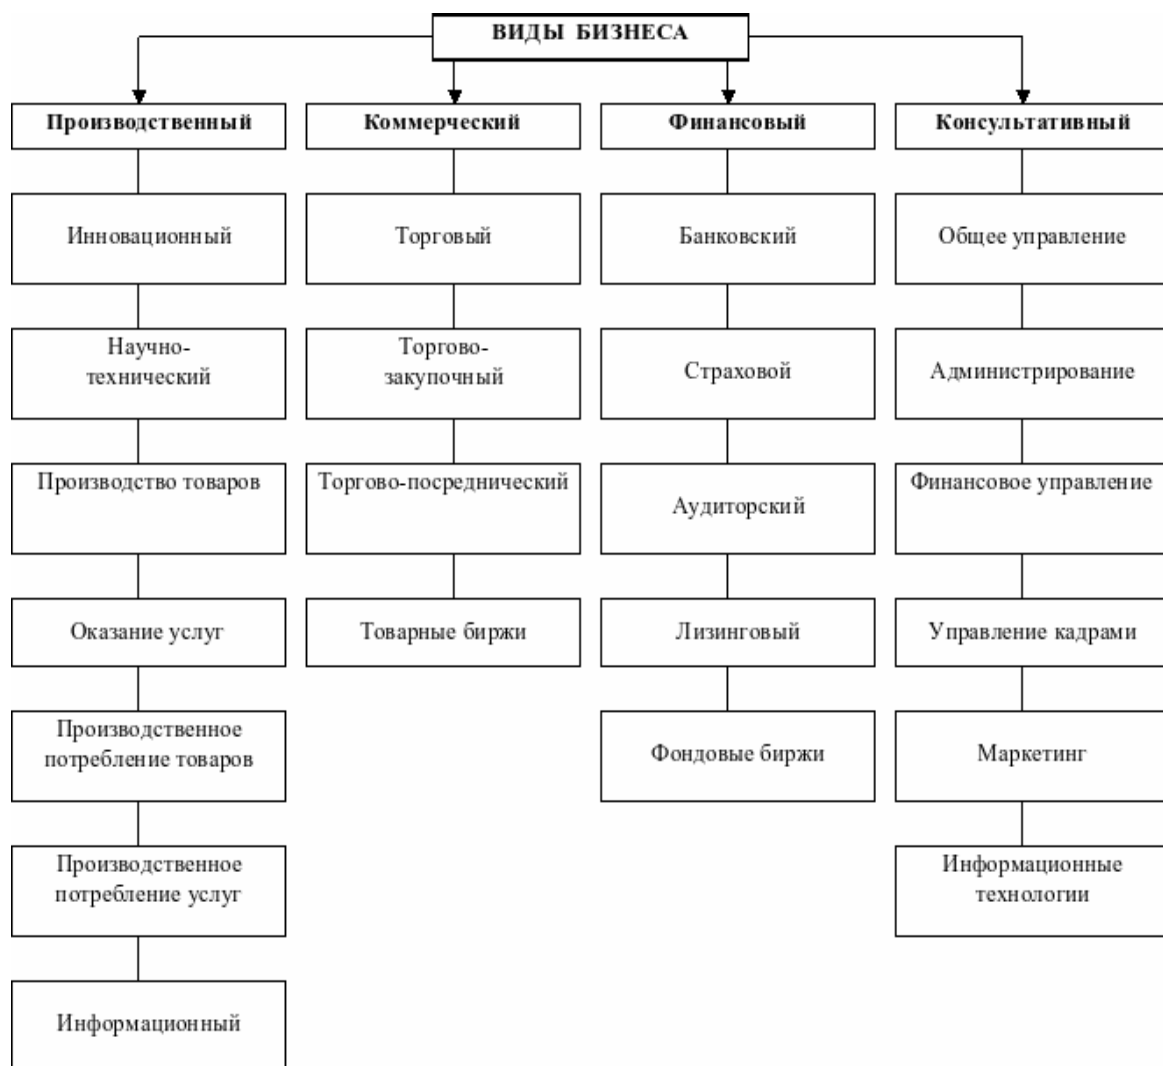 ВИДЫ БИЗНЕСА
Производственный
Коммерческий
Финансовый
Консультативный
Инновационный
Торговый
Банковский
Общее управление
Научно-
технический
Торгово-
закупочный
Страховой
Администрирование
Производство товаров
Торгово-посреднический
Аудиторский
Финансовое управление
Оказание услуг
Товарные биржи
Лизинговый
Управление кадрами
Производственное
потребление товаров
Фондовые биржи
Маркетинг
Производственное
потребление услуг
Информационные
технологии
Информационный